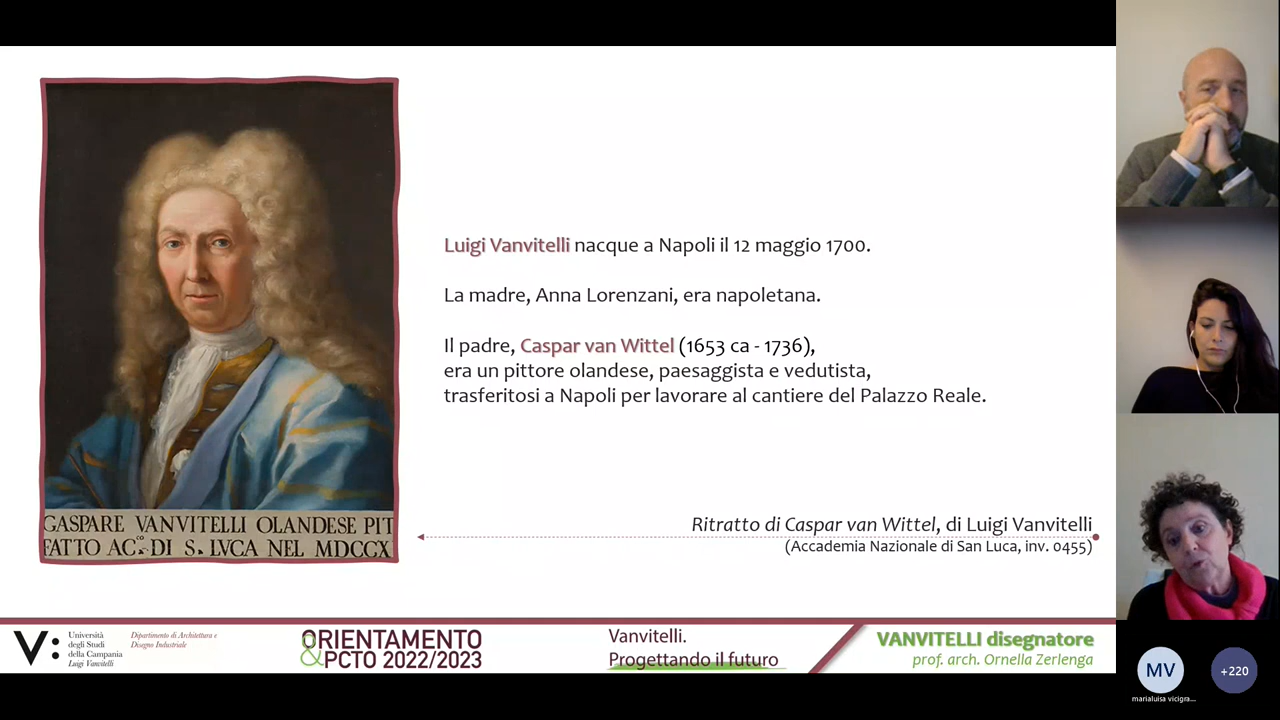 Luigi Vanvitelli nacque a Napoli il 12 maggio 1700.
La madre, Anna Lorenzani, era napoletana.
Il padre, Caspar van Wittel (1653 ca - 1736),
era un pittore olandese, paesaggista e vedutista,
trasferitosi a Napoli per lavorare al cantiere del Palazzo Reale.
GASPARE VANVITELLI OLANDESE PIT
FATTO AC.co DI S. LVCA NEL MDCCX
Ritratto di Caspar van Wittel, di Luigi Vanvitelli
(Accademia Nazionale di San Luca, inv. 0455)
V:
Università
degli Studi
della Campania
Luigi Vanvitelli
Dipartimento di Architettura e
Disegno Industriale
ORIENTAMENTO
&PCTO 2022/2023
Vanvitelli.
Progettando il futuro
VANVITELLI disegnatore
prof. arch. Ornella Zerlenga
MV
marialuisa vicigra...
+220